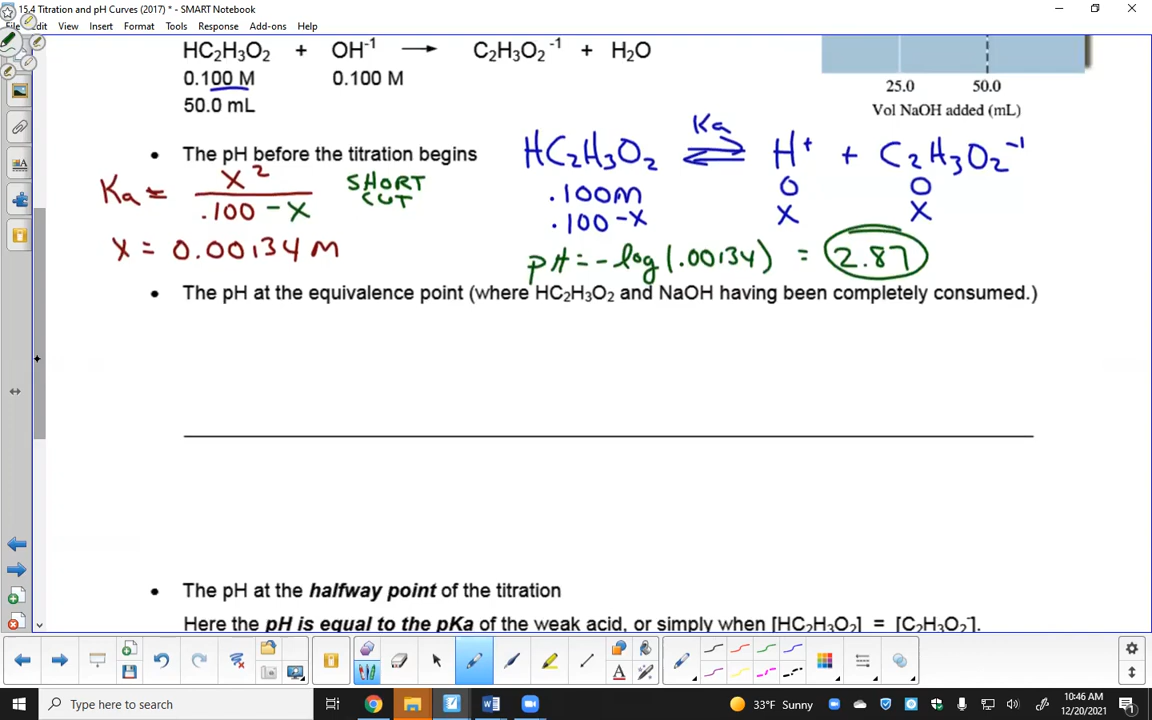 15.4 Titration and pH Curves (2017) * - SMART Notebook
Edit View Insert Format Tools Response Add-ons Help
HC₂H₃O₂ + OH⁻¹ → C₂H₃O₂ ⁻¹ + H₂O
0.100 M 0.100 M
50.0 mL
25.0 50.0
Vol NaOH added (mL)
• The pH before the titration begins
Ka = x² / .100 - x
SHORT CUT
x = 0.00134 M
Ka
HC₂H₃O₂ ⇌ H⁺ + C₂H₃O₂⁻¹
.100M 0 0
.100 -x x x
pH = -log(.00134) = 2.87
• The pH at the equivalence point (where HC₂H₃O₂ and NaOH having been completely consumed.)
• The pH at the halfway point of the titration
Here the pH is equal to the pKa of the weak acid, or simply when [HC₂H₃O₂] = [C₂H₃O₂⁻].
Type here to search
33°F Sunny
10:46 AM
12/20/2021